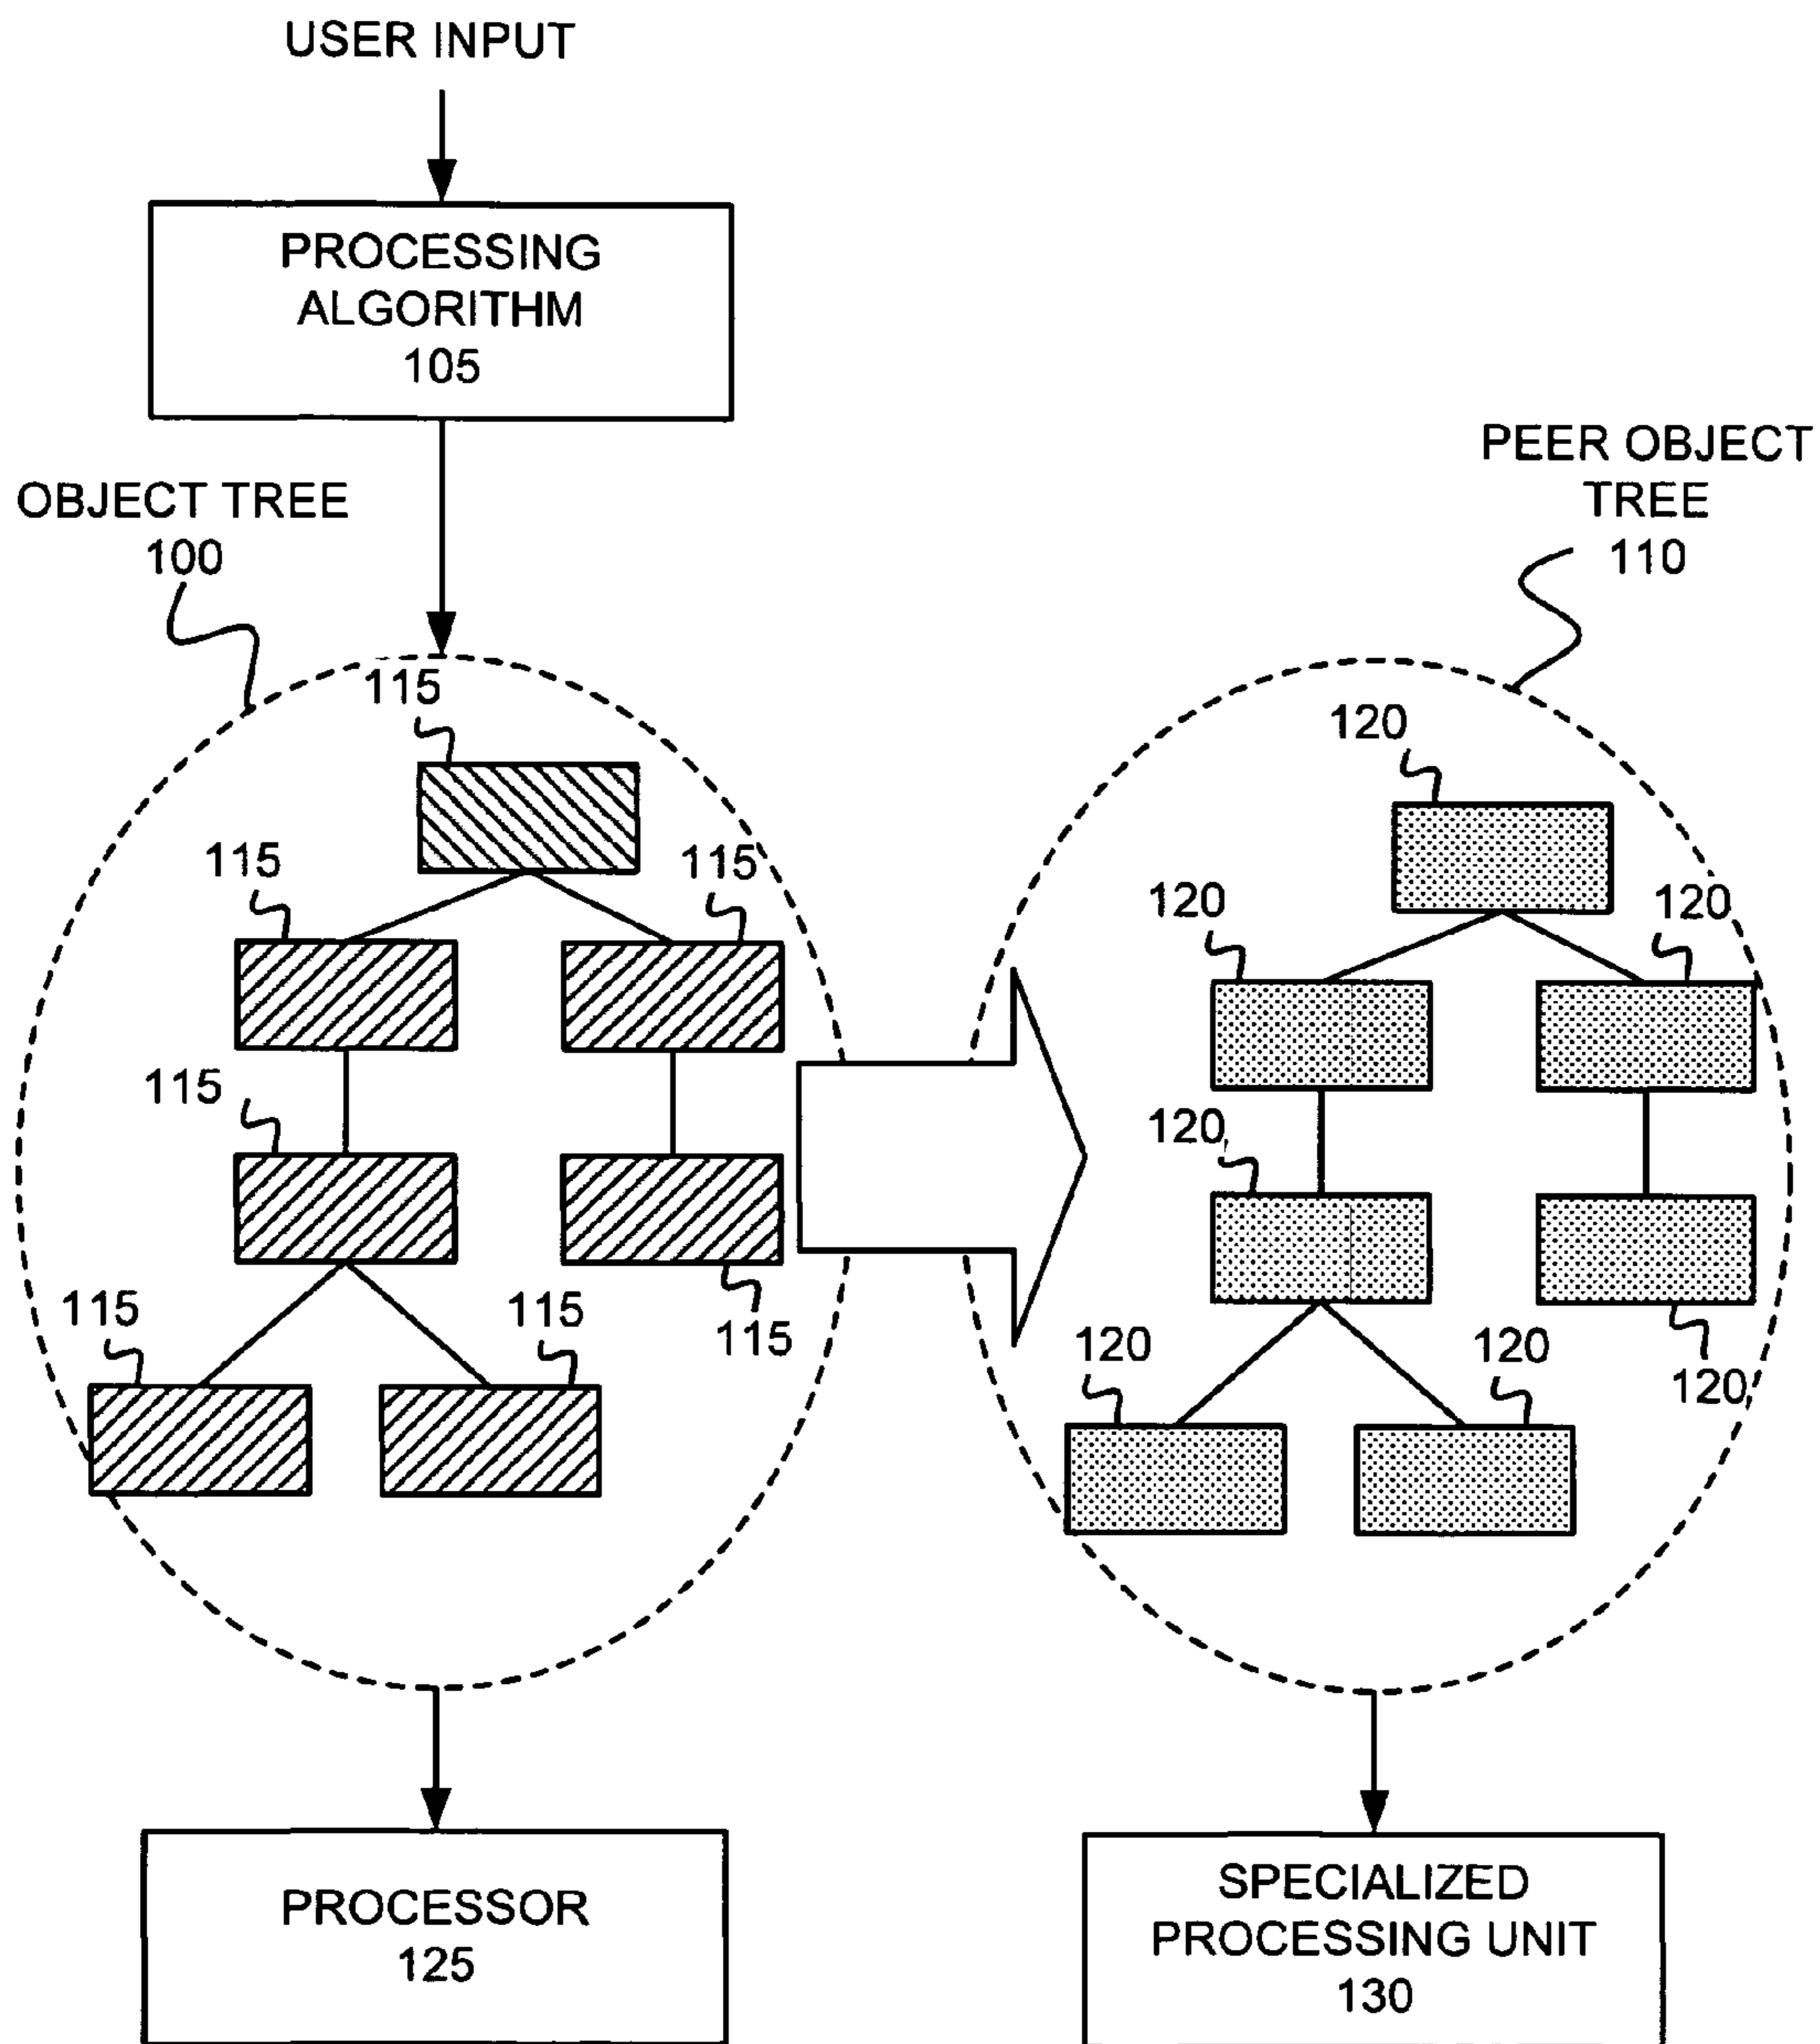 USER INPUT
PROCESSING
ALGORITHM
105
OBJECT TREE
100
PEER OBJECT
TREE
110
115
115
115
115
115
115
115
120
120
120
120
120
120
120
PROCESSOR
125
SPECIALIZED
PROCESSING UNIT
130